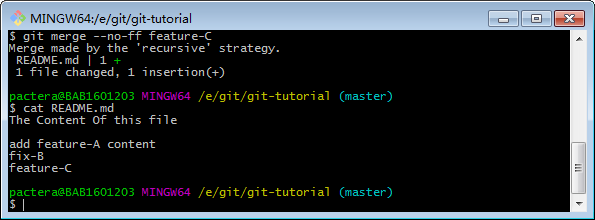 MINGW64:/e/git/git-tutorial
$ git merge --no-ff feature-C
Merge made by the 'recursive' strategy.
 README.md | 1 +
 1 file changed, 1 insertion(+)

pactera@BAB1601203 MINGW64 /e/git/git-tutorial (master)
$ cat README.md
The Content Of this file

add feature-A content
fix-B
feature-C

pactera@BAB1601203 MINGW64 /e/git/git-tutorial (master)
$